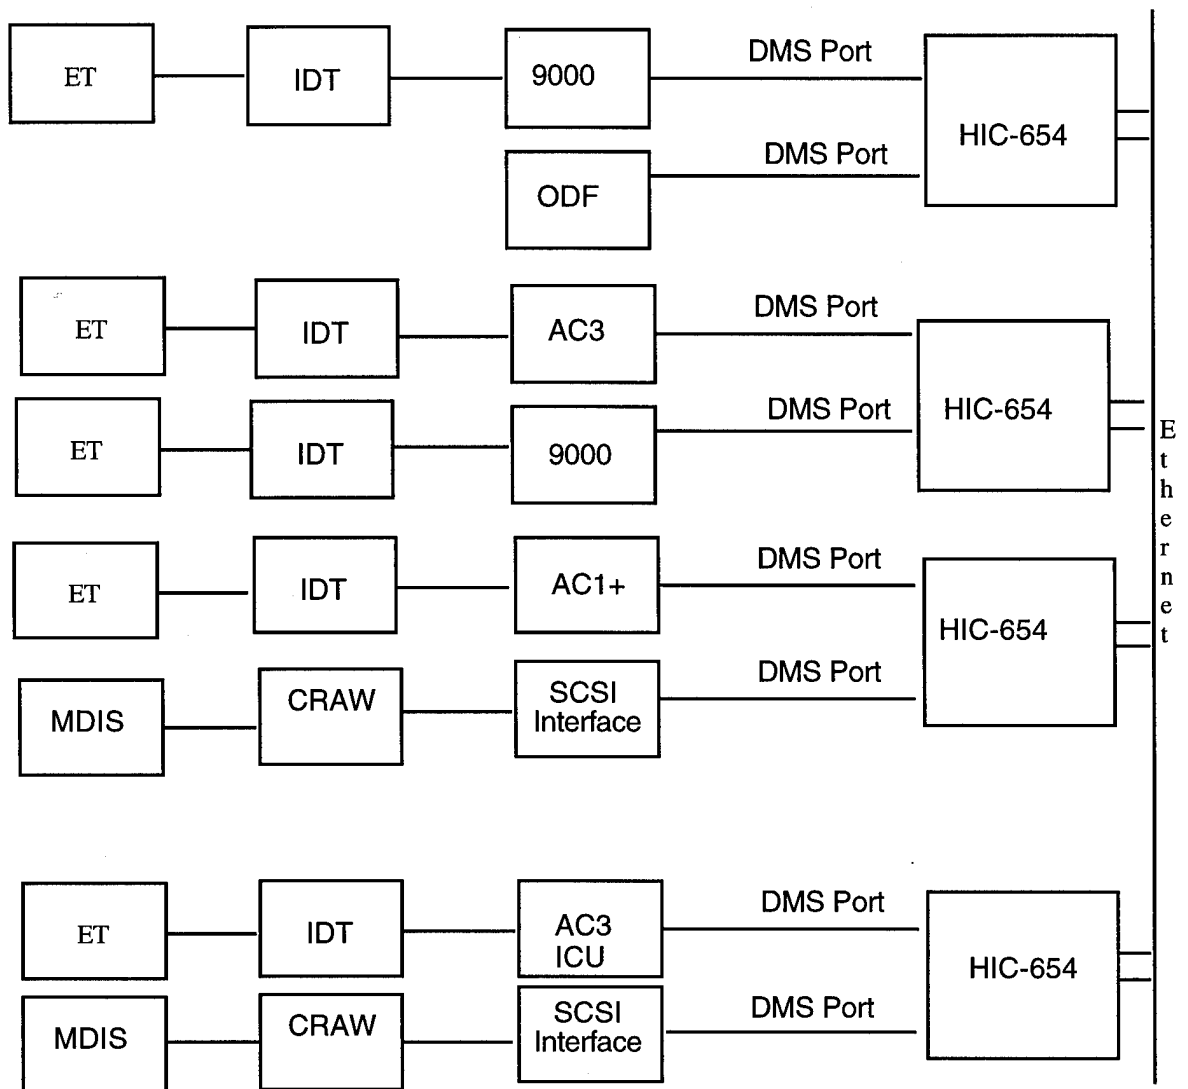 ET IDT 9000 DMS Port HIC-654
ODF DMS Port
ET IDT AC3 DMS Port HIC-654
ET IDT 9000 DMS Port
Ethernet
ET IDT AC1+ DMS Port HIC-654
MDIS CRAW SCSI Interface DMS Port
ET IDT AC3 ICU DMS Port HIC-654
MDIS CRAW SCSI Interface DMS Port